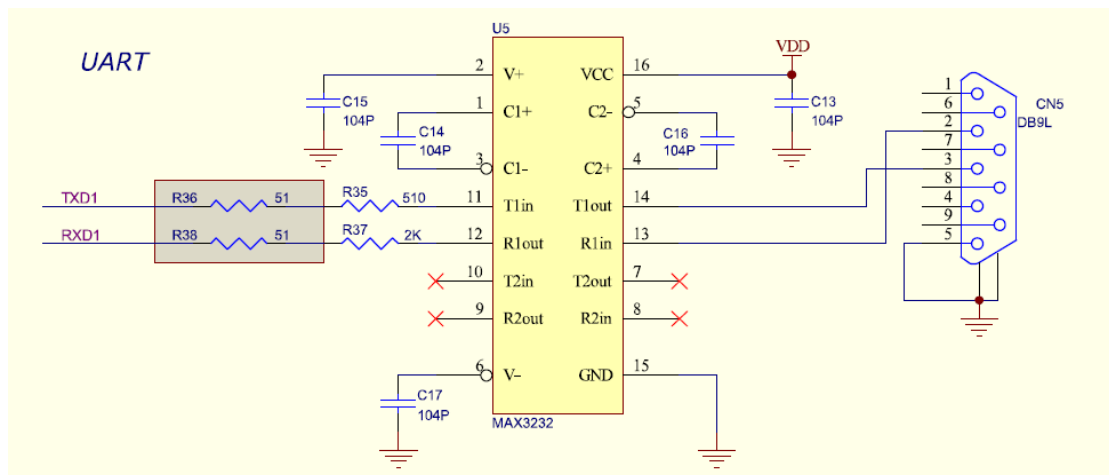 UART
U5
2 V+ VCC 16 VDD
1 C1+ C2- 5
C15 104P
C14 104P
C16 104P
C13 104P
3 C1- C2+ 4
TXD1 R36 51 R35 510 11 T1in T1out 14
RXD1 R38 51 R37 2K 12 R1out R1in 13
10 T2in T2out 7
9 R2out R2in 8
6 V- GND 15
C17 104P
MAX3232
CN5
DB9L
1
6
2
7
3
8
4
9
5